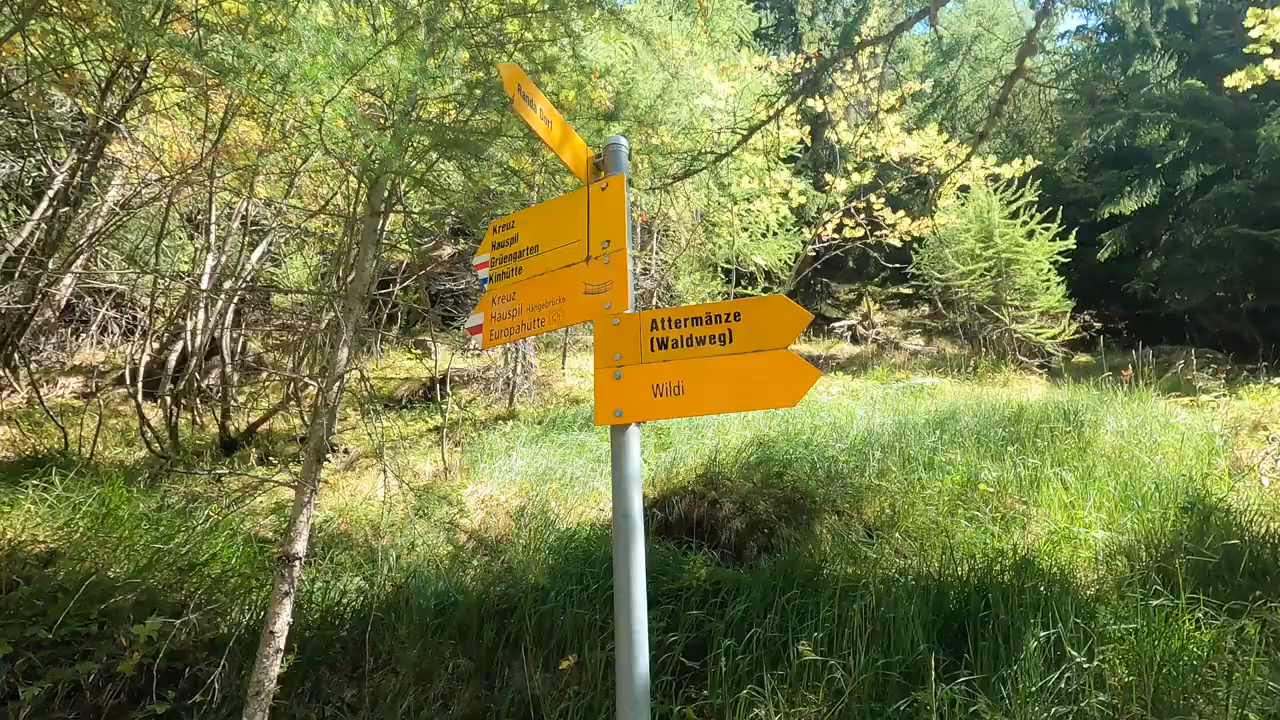 Randa Dorf
Kreuz
Hauspil
Grüengarten
Kinhütte
Kreuz
Hauspil Hängebrücke
Europahütte
Attermänze
(Waldweg)
Wildi